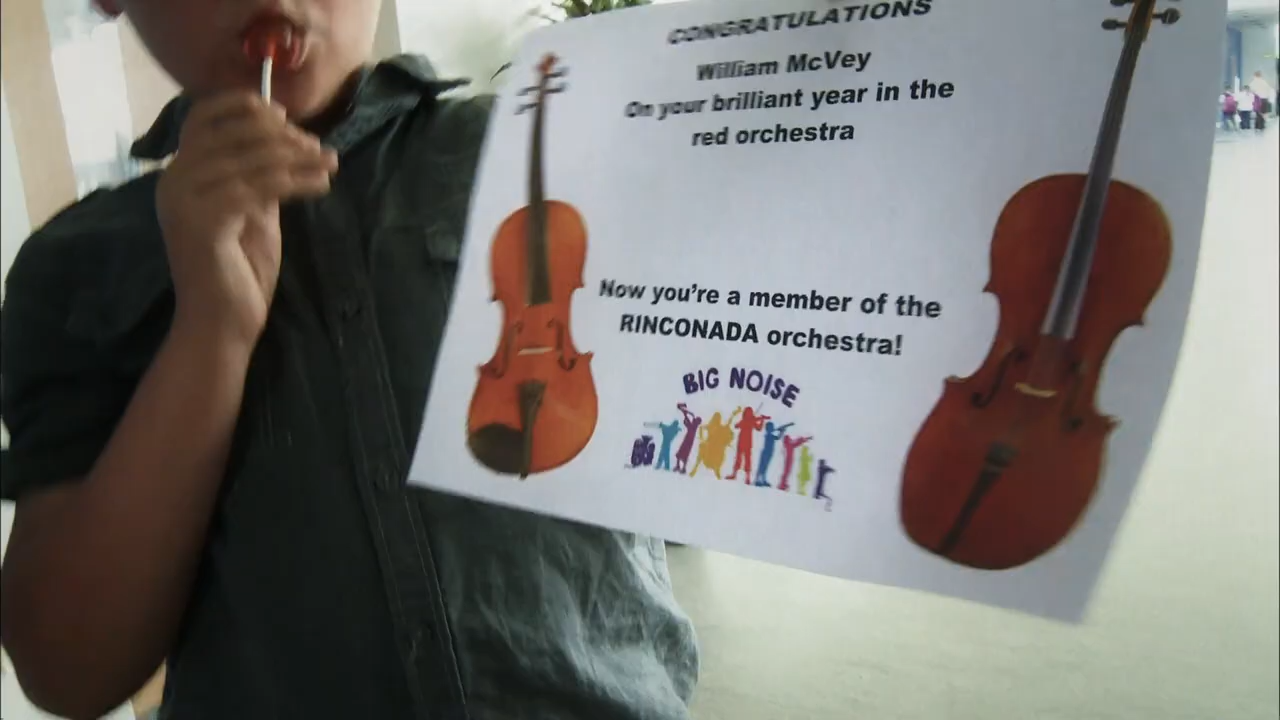 CONGRATULATIONS
William McVey
On your brilliant year in the
red orchestra
Now you're a member of the
RINCONADA orchestra!
BIG NOISE